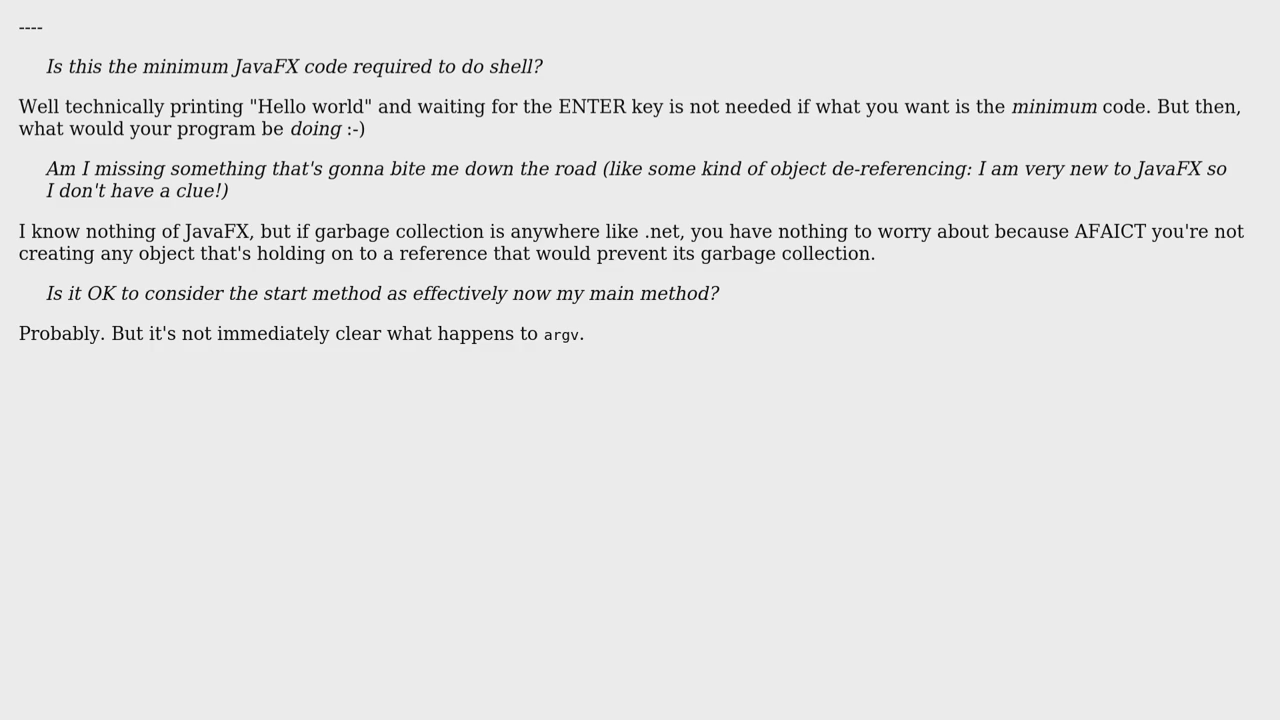 ----
Is this the minimum JavaFX code required to do shell?
Well technically printing "Hello world" and waiting for the ENTER key is not needed if what you want is the minimum code. But then,
what would your program be doing :-)
Am I missing something that's gonna bite me down the road (like some kind of object de-referencing: I am very new to JavaFX so
I don't have a clue!)
I know nothing of JavaFX, but if garbage collection is anywhere like .net, you have nothing to worry about because AFAICT you're not
creating any object that's holding on to a reference that would prevent its garbage collection.
Is it OK to consider the start method as effectively now my main method?
Probably. But it's not immediately clear what happens to argv.